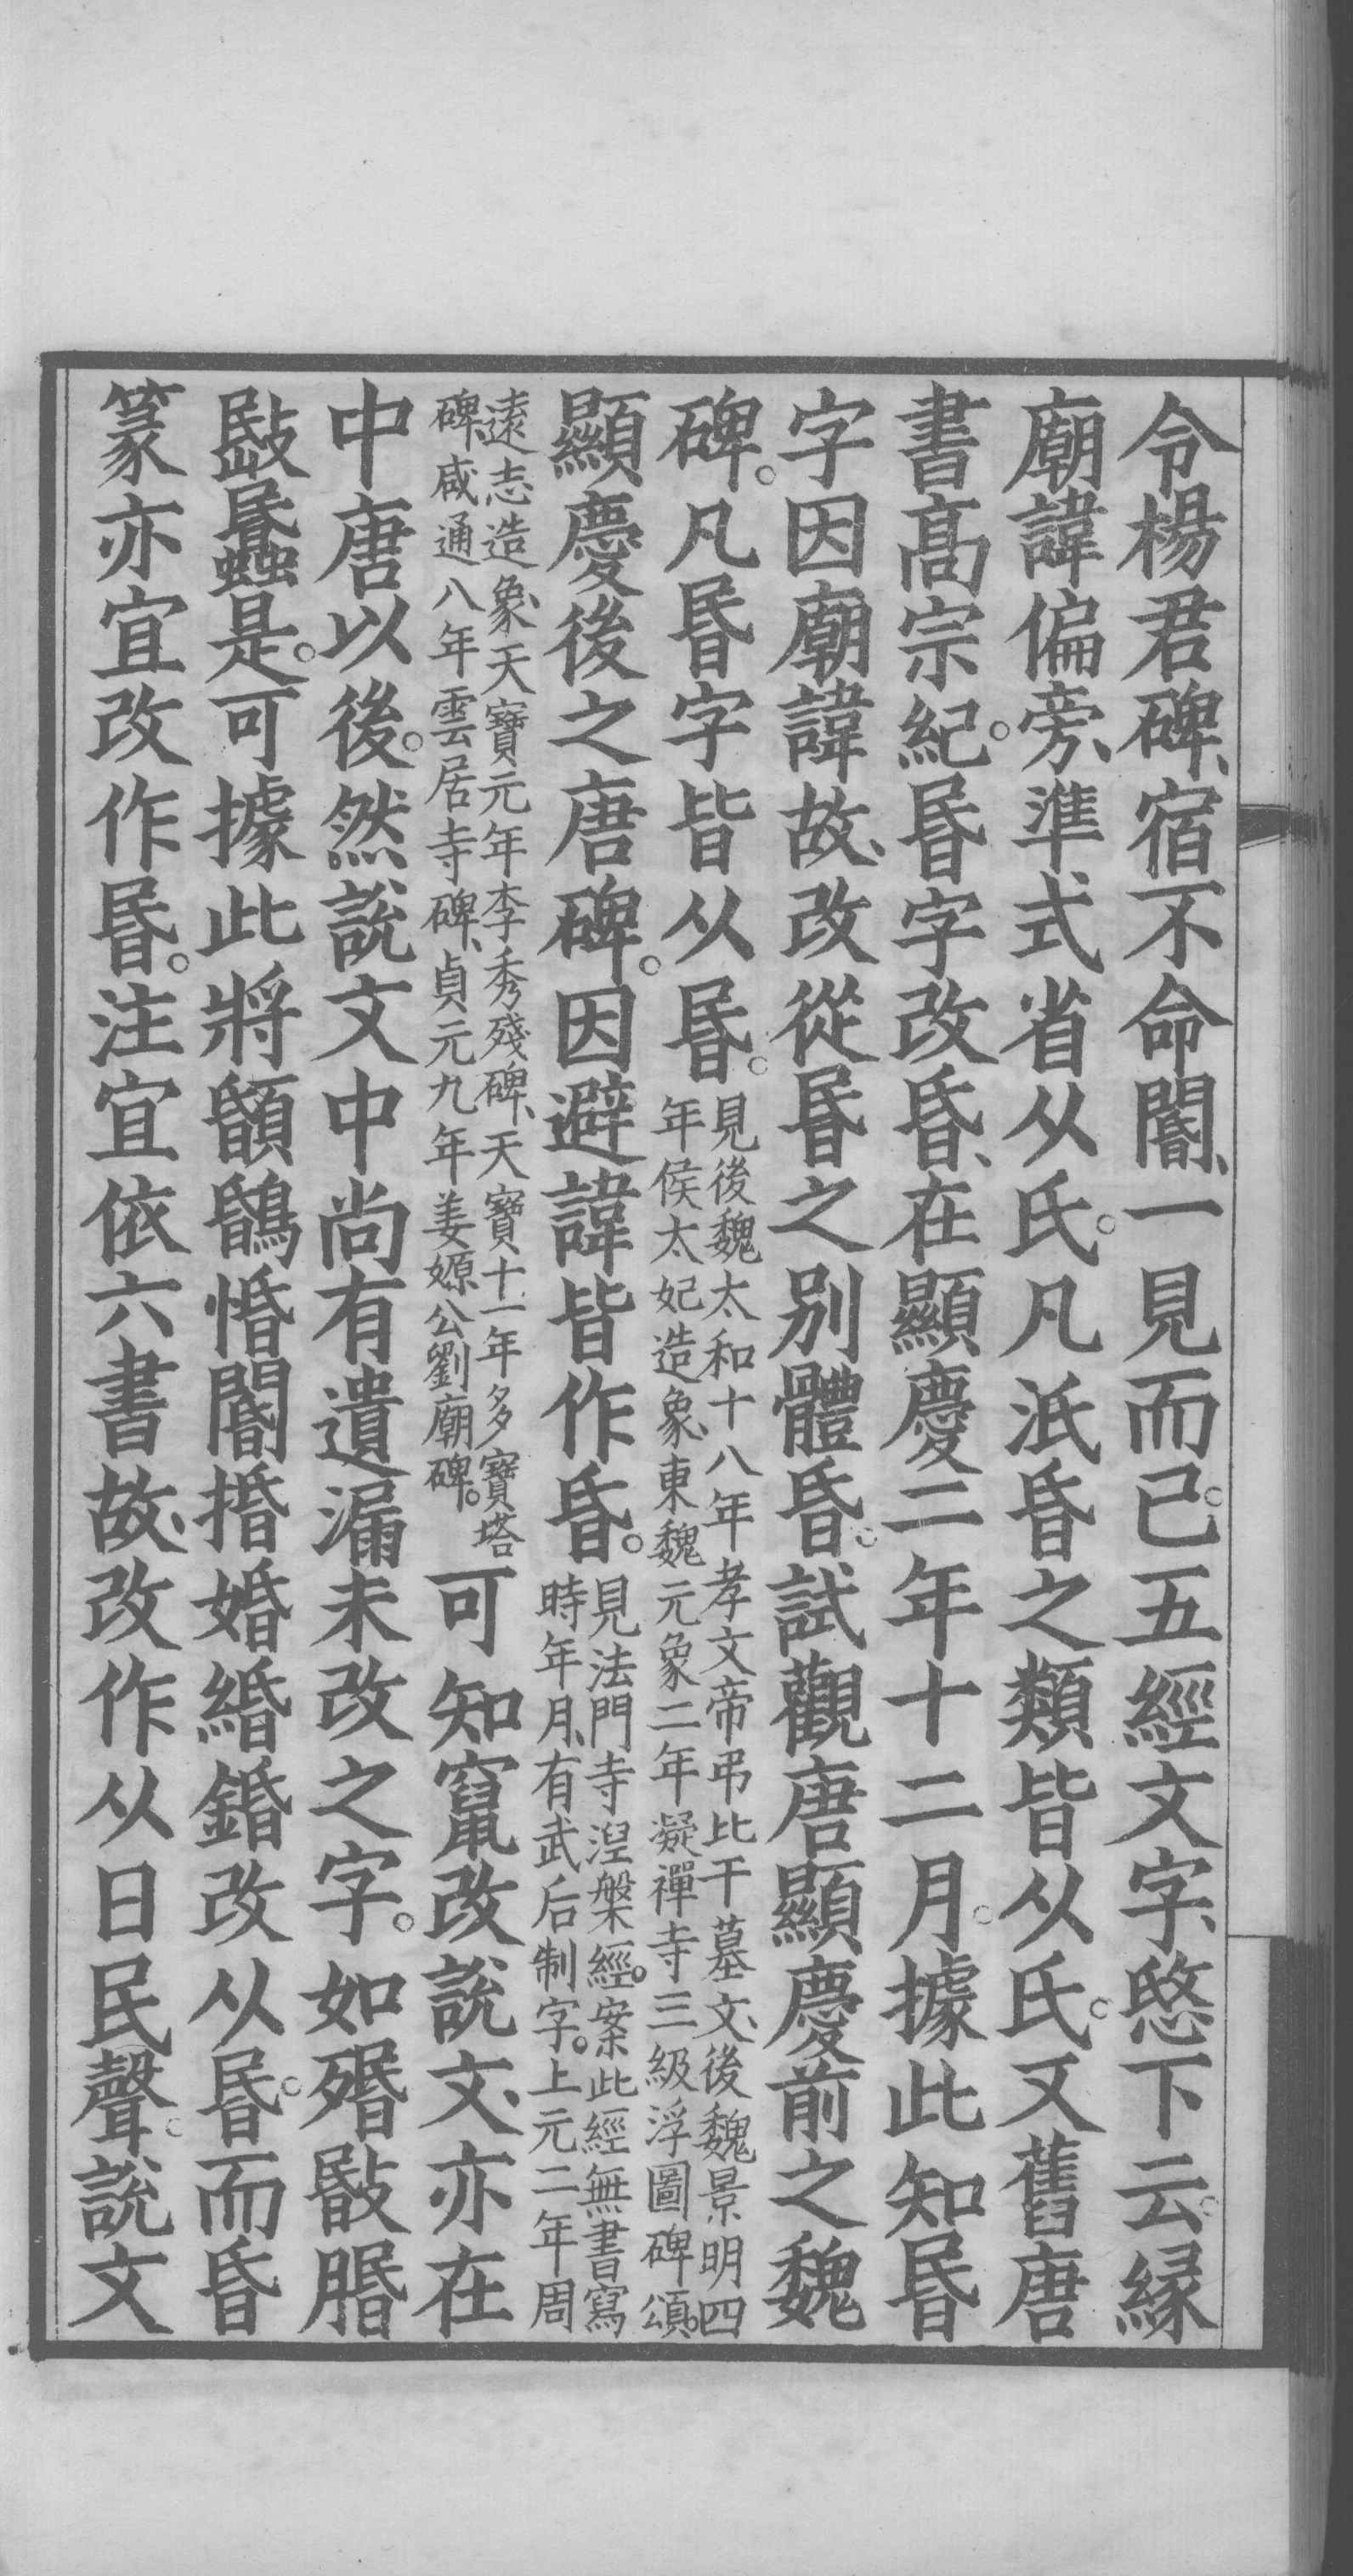 令楊君碑、宿不命閽、一見而已。五經文字、愍下云。緣
廟諱偏旁、準式省从氏。凡泜昏之類皆从氏。又舊唐
書高宗紀。昬字改昏、在顯慶二年十二月。據此知昬
字因廟諱故、改從昬之別體昏。試觀唐顯慶前之魏
碑。凡昬字皆从昬。見後魏太和十八年孝文帝弔比干墓文、後魏景明四
年侯太妃造象、東魏元象二年凝禪寺三級浮圖碑頌。
顯慶後之唐碑。因避諱皆作昏。見法門寺湼槃經。案此經無書寫
時年月、有武后制字。上元二年周
遠志造象、天寶元年李秀殘碑、天寶十一年多寶塔
碑、咸通八年雲居寺碑、貞元九年姜嫄公劉廟碑。可知竄改說文、亦在
中唐以後。然說文中尚有遺漏未改之字。如殙敯䐇
敯𧖑是。可據此將䫒鴖惛閽捪婚緍錉改从昬。而昏
篆亦宜改作昬。注宜依六書故、改作从日民聲。說文